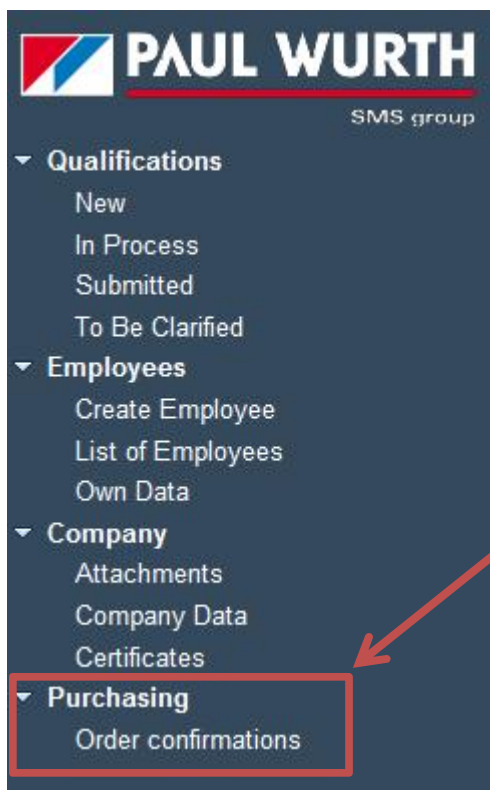 PAUL WURTH
SMS group
Qualifications
New
In Process
Submitted
To Be Clarified
Employees
Create Employee
List of Employees
Own Data
Company
Attachments
Company Data
Certificates
Purchasing
Order confirmations